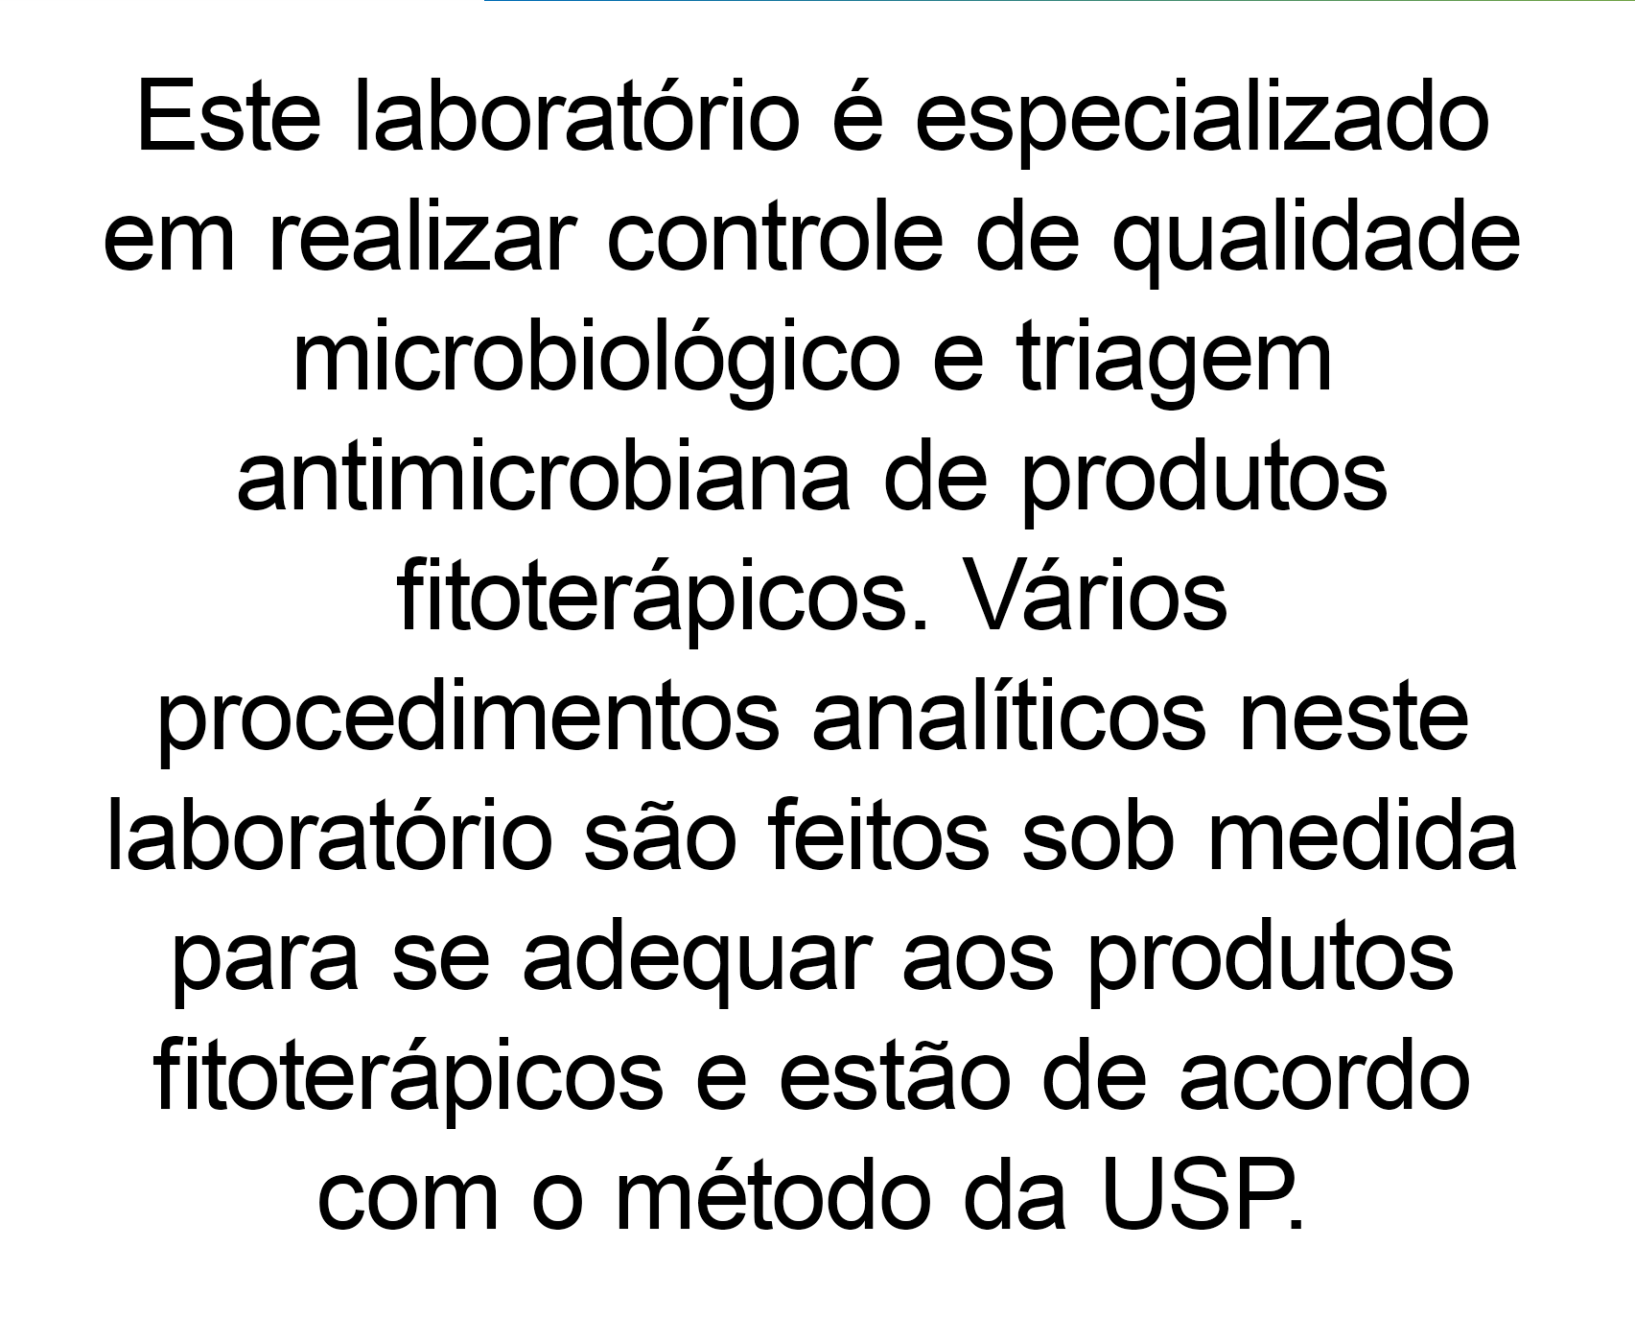 Este laboratório é especializado
em realizar controle de qualidade
microbiológico e triagem
antimicrobiana de produtos
fitoterápicos. Vários
procedimentos analíticos neste
laboratório são feitos sob medida
para se adequar aos produtos
fitoterápicos e estão de acordo
com o método da USP.